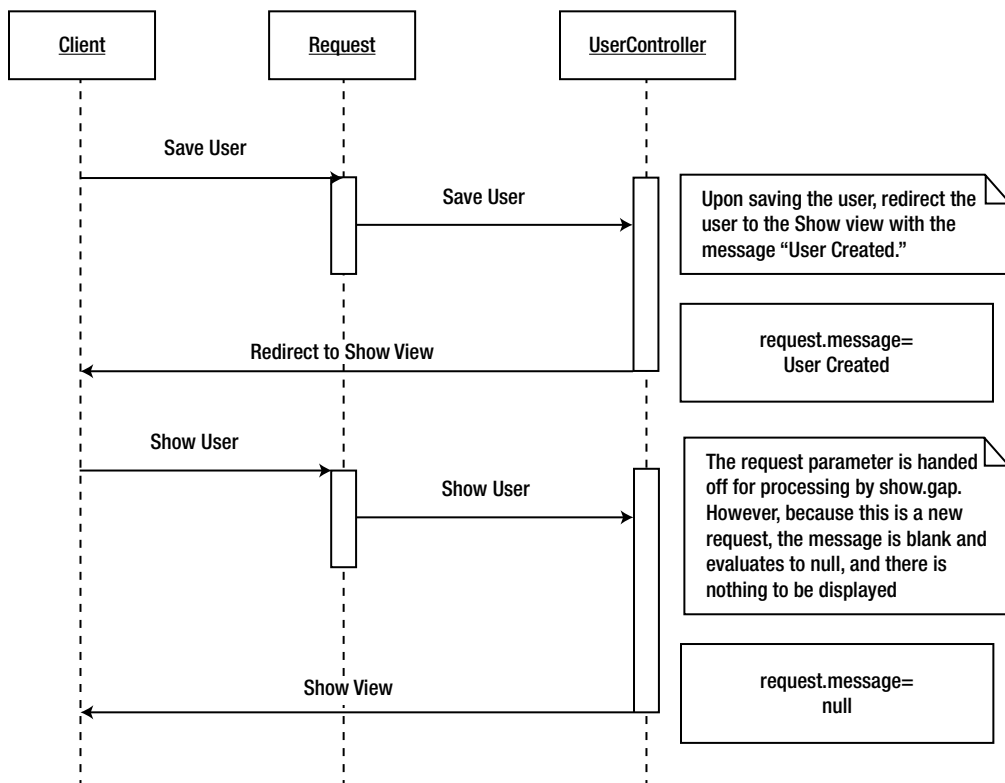 Client
Request
UserController
Save User
Save User
Upon saving the user, redirect the
user to the Show view with the
message “User Created.”
request.message=
User Created
Redirect to Show View
Show User
Show User
The request parameter is handed
off for processing by show.gap.
However, because this is a new
request, the message is blank and
evaluates to null, and there is
nothing to be displayed
request.message=
null
Show View